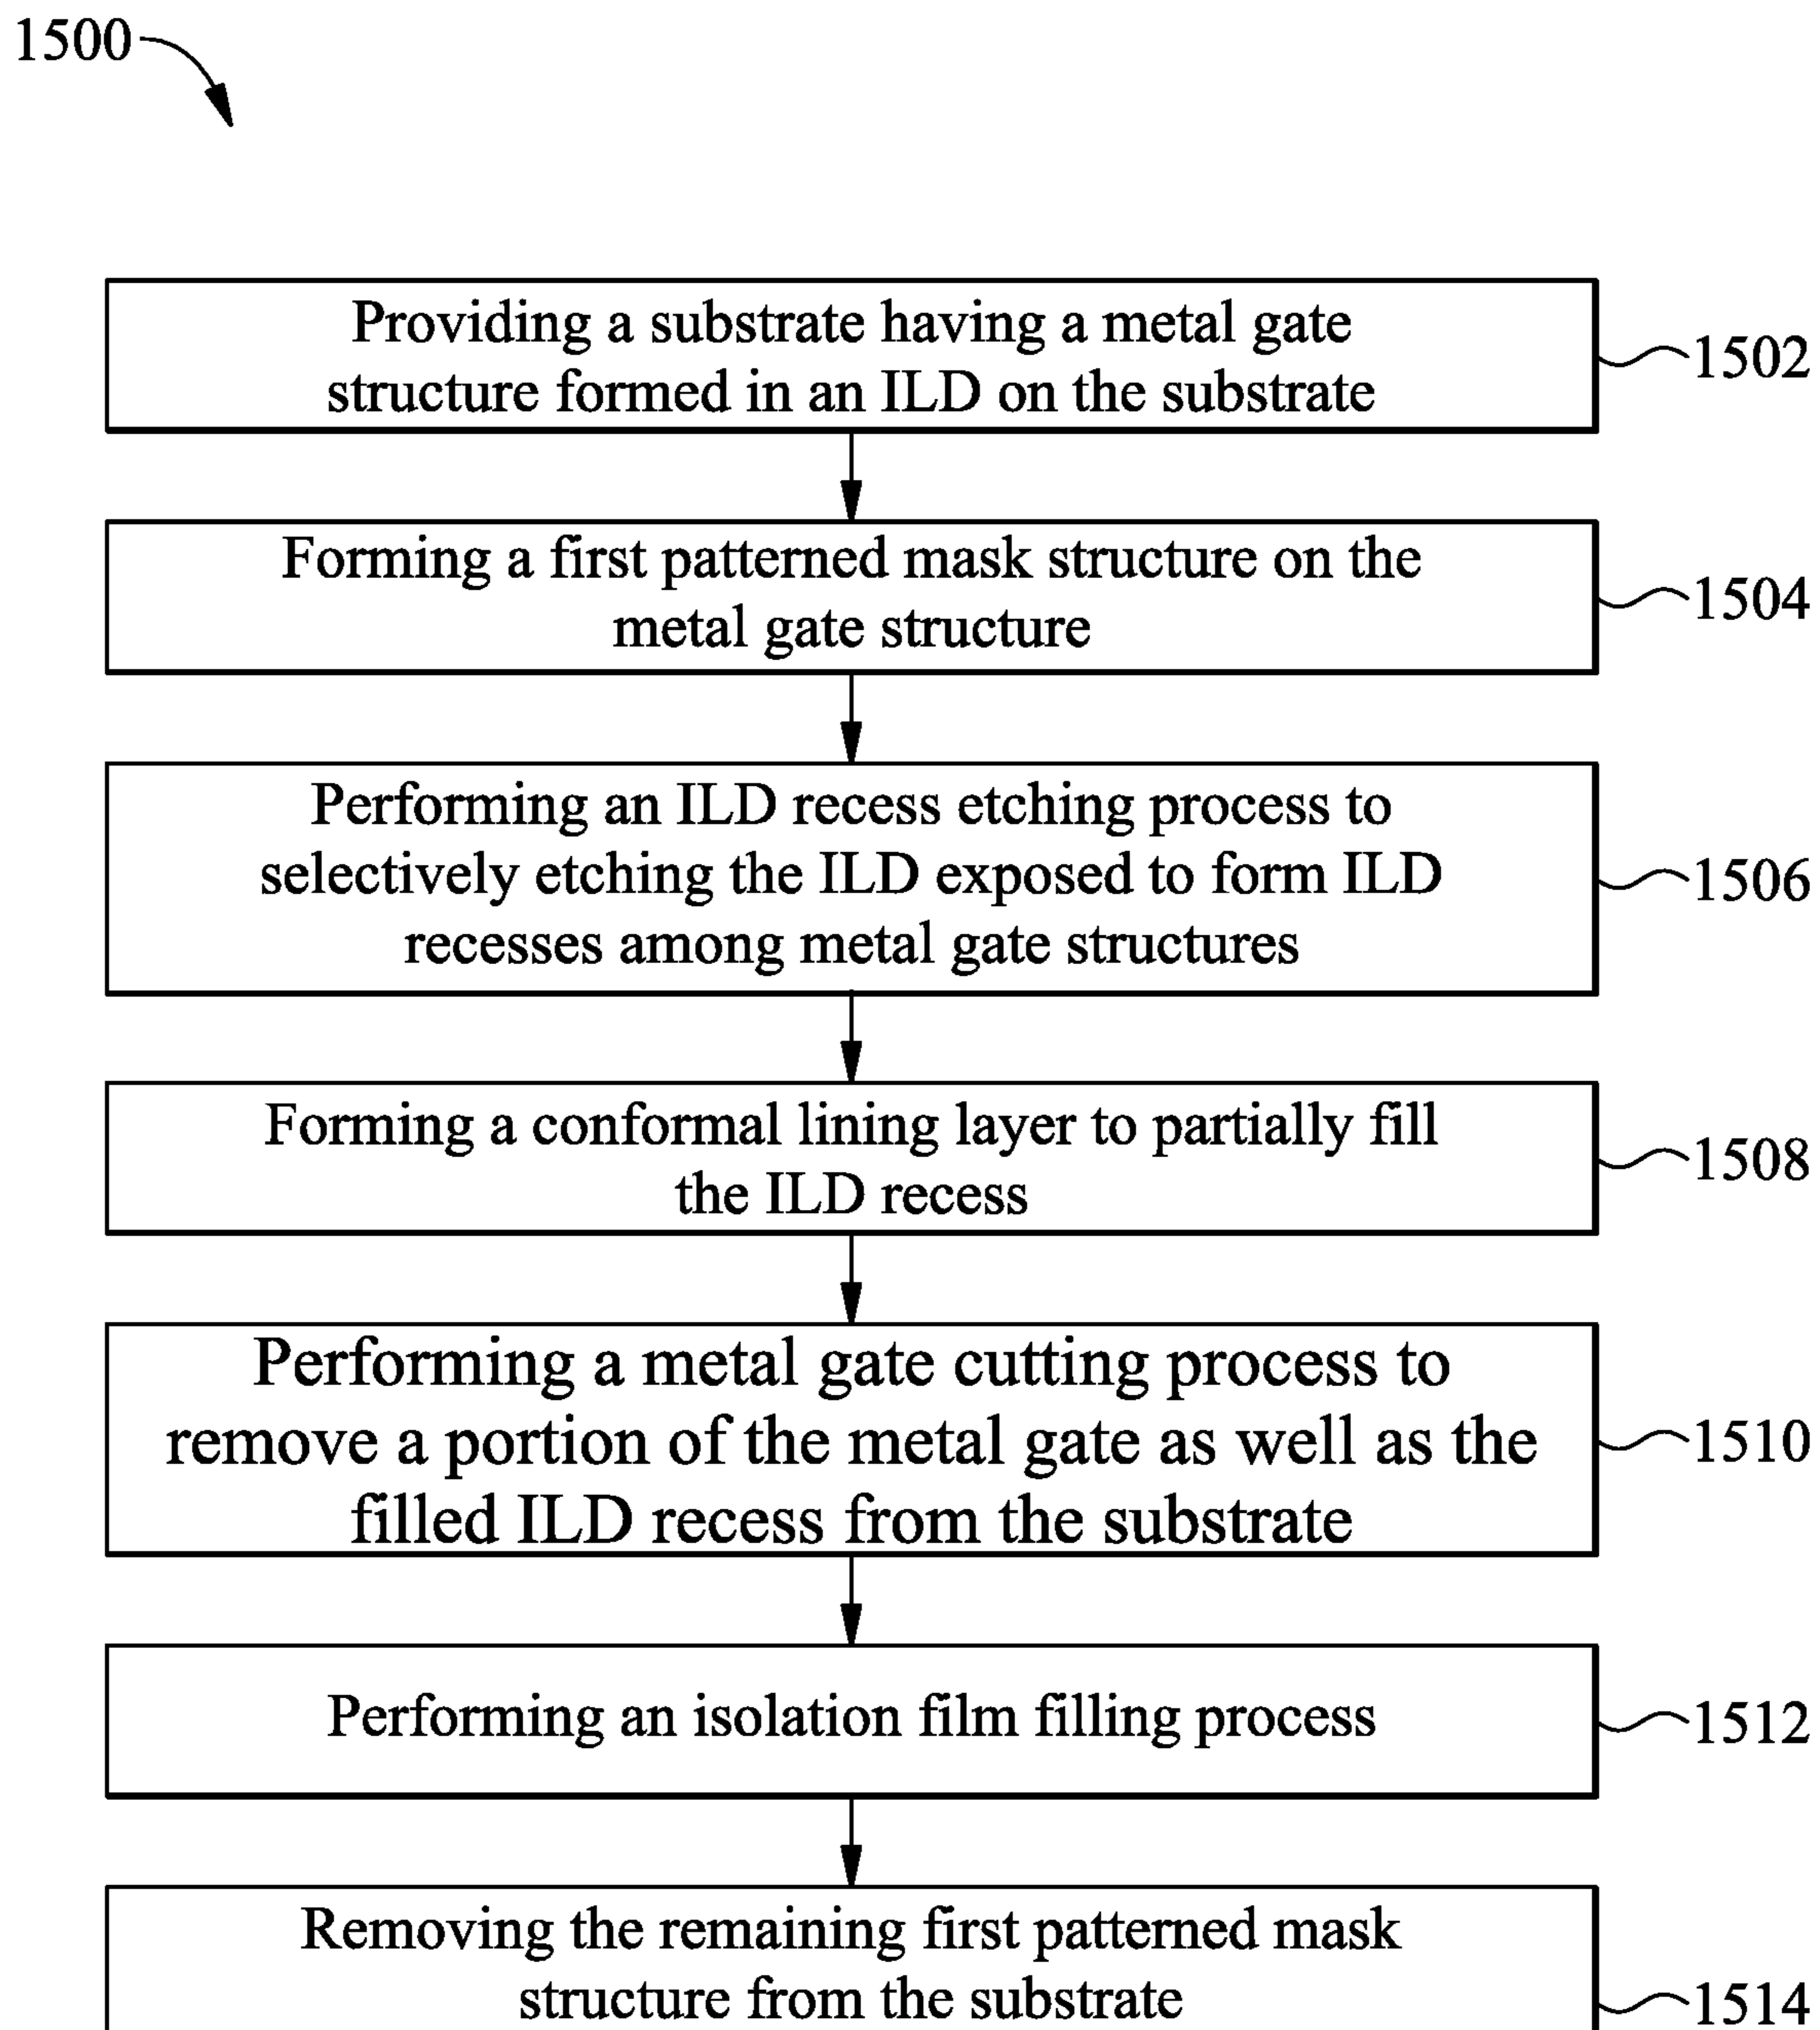 1500
Providing a substrate having a metal gate
structure formed in an ILD on the substrate
1502
Forming a first patterned mask structure on the
metal gate structure
1504
Performing an ILD recess etching process to
selectively etching the ILD exposed to form ILD
recesses among metal gate structures
1506
Forming a conformal lining layer to partially fill
the ILD recess
1508
Performing a metal gate cutting process to
remove a portion of the metal gate as well as the
filled ILD recess from the substrate
1510
Performing an isolation film filling process
1512
Removing the remaining first patterned mask
structure from the substrate
1514